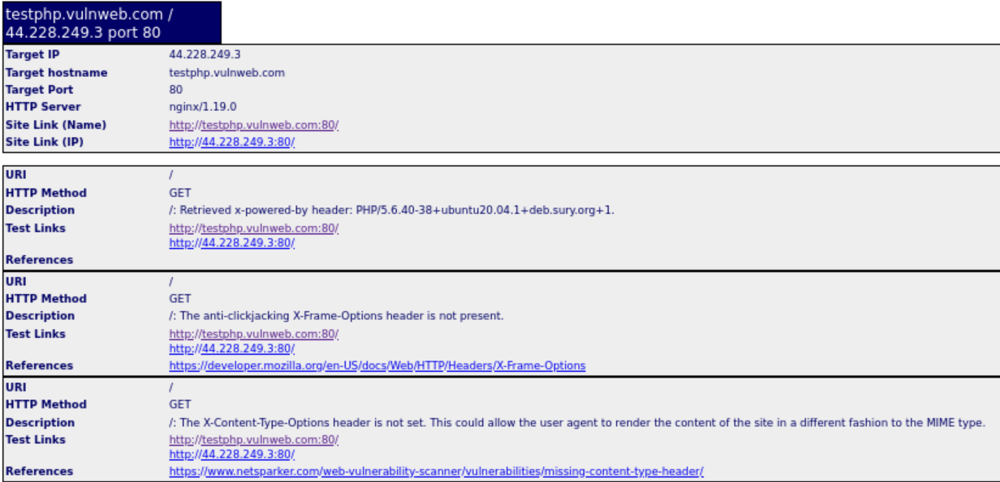 testphp.vulnweb.com /
44.228.249.3 port 80
Target IP 44.228.249.3
Target hostname testphp.vulnweb.com
Target Port 80
HTTP Server nginx/1.19.0
Site Link (Name) http://testphp.vulnweb.com:80/
Site Link (IP) http://44.228.249.3:80/
URI /
HTTP Method GET
Description /: Retrieved x-powered-by header: PHP/5.6.40-38+ubuntu20.04.1+deb.sury.org+1.
Test Links http://testphp.vulnweb.com:80/
http://44.228.249.3:80/
References
URI /
HTTP Method GET
Description /: The anti-clickjacking X-Frame-Options header is not present.
Test Links http://testphp.vulnweb.com:80/
http://44.228.249.3:80/
References https://developer.mozilla.org/en-US/docs/Web/HTTP/Headers/X-Frame-Options
URI /
HTTP Method GET
Description /: The X-Content-Type-Options header is not set. This could allow the user agent to render the content of the site in a different fashion to the MIME type.
Test Links http://testphp.vulnweb.com:80/
http://44.228.249.3:80/
References https://www.netsparker.com/web-vulnerability-scanner/vulnerabilities/missing-content-type-header/